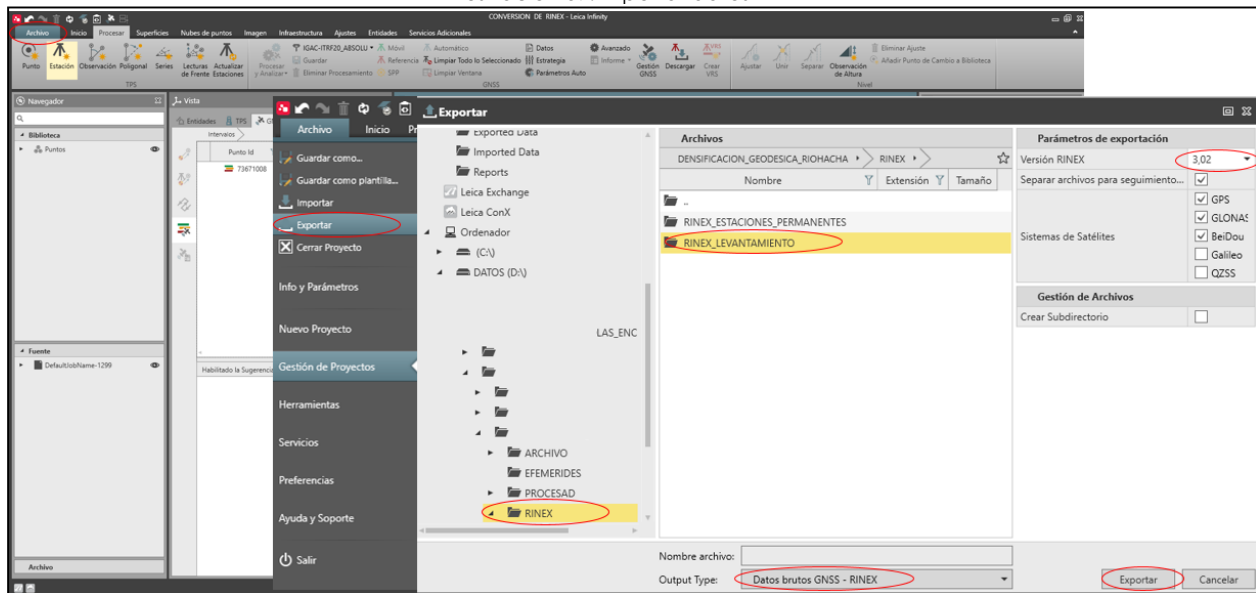 CONVERSION DE RINEX - Leica Infinity
Archivo Inicio Procesar Superficies Nubes de puntos Imagen Infraestructura Ajustes Entidades Servicios Adicionales
Punto Estación Observación Poligonal Series
Lecturas de Frente Actualizar Estaciones
TPS
Procesar y Analizar
IGAC-ITRF20_ABSOLU
Guardar
Eliminar Procesamiento
Móvil
Referencia
SPP
Automático
Limpiar Todo lo Seleccionado
Limpiar Ventana
Datos
Estrategia
Parámetros Auto
Avanzado
Informe
GNSS
Gestión GNSS
Descargar
Crear VRS
Ajustar Unir Separar
Observación de Altura
Eliminar Ajuste
Añadir Punto de Cambio a Biblioteca
Nivel
Navegador
Biblioteca
Puntos
Fuente
DefaultJobName-1299
Archivo
Vista
Entidades TPS
Intervalos
Punto Id
73671008
Archivo Inicio
Guardar como...
Guardar como plantilla...
Importar
Exportar
Cerrar Proyecto
Info y Parámetros
Nuevo Proyecto
Gestión de Proyectos
Herramientas
Servicios
Preferencias
Ayuda y Soporte
Salir
Exportar
Exported Data
Imported Data
Reports
Leica Exchange
Leica ConX
Ordenador
(C:\)
DATOS (D:\)
LAS_ENC
ARCHIVO
EFEMERIDES
PROCESAD
RINEX
Archivos
DENSIFICACION_GEODESICA_RIOHACHA RINEX
Nombre Extensión Tamaño
..
RINEX_ESTACIONES_PERMANENTES
RINEX_LEVANTAMIENTO
Parámetros de exportación
Versión RINEX 3,02
Separar archivos para seguimiento...
Sistemas de Satélites
GPS
GLONAS
BeiDou
Galileo
QZSS
Gestión de Archivos
Crear Subdirectorio
Nombre archivo:
Output Type: Datos brutos GNSS - RINEX
Exportar Cancelar